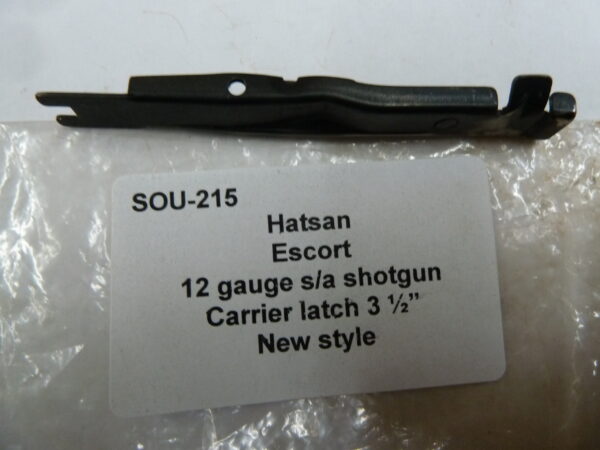 SOU-215
Hatsan
Escort
12 gauge s/a shotgun
Carrier latch 3 ½”
New style